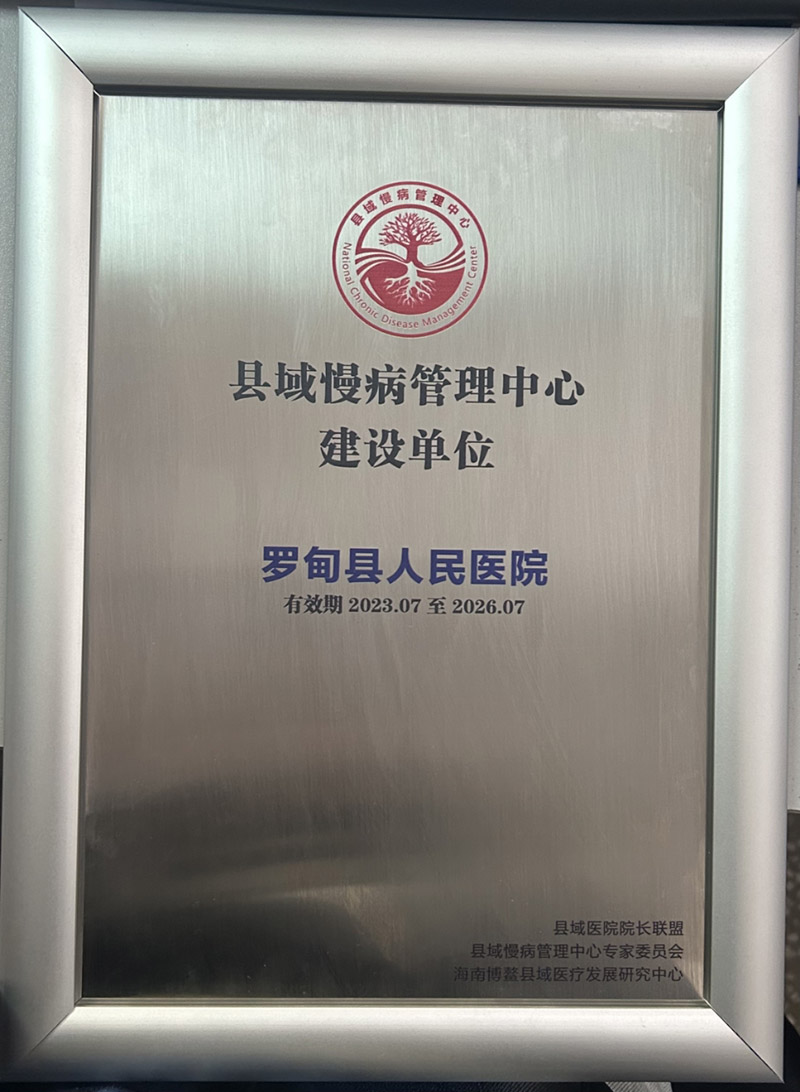 县域慢病管理中心
National Chronic Disease Management Center
县域慢病管理中心
建设单位
罗甸县人民医院
有效期 2023.07 至 2026.07
县域医院院长联盟
县域慢病管理中心专家委员会
海南博鳌县域医疗发展研究中心